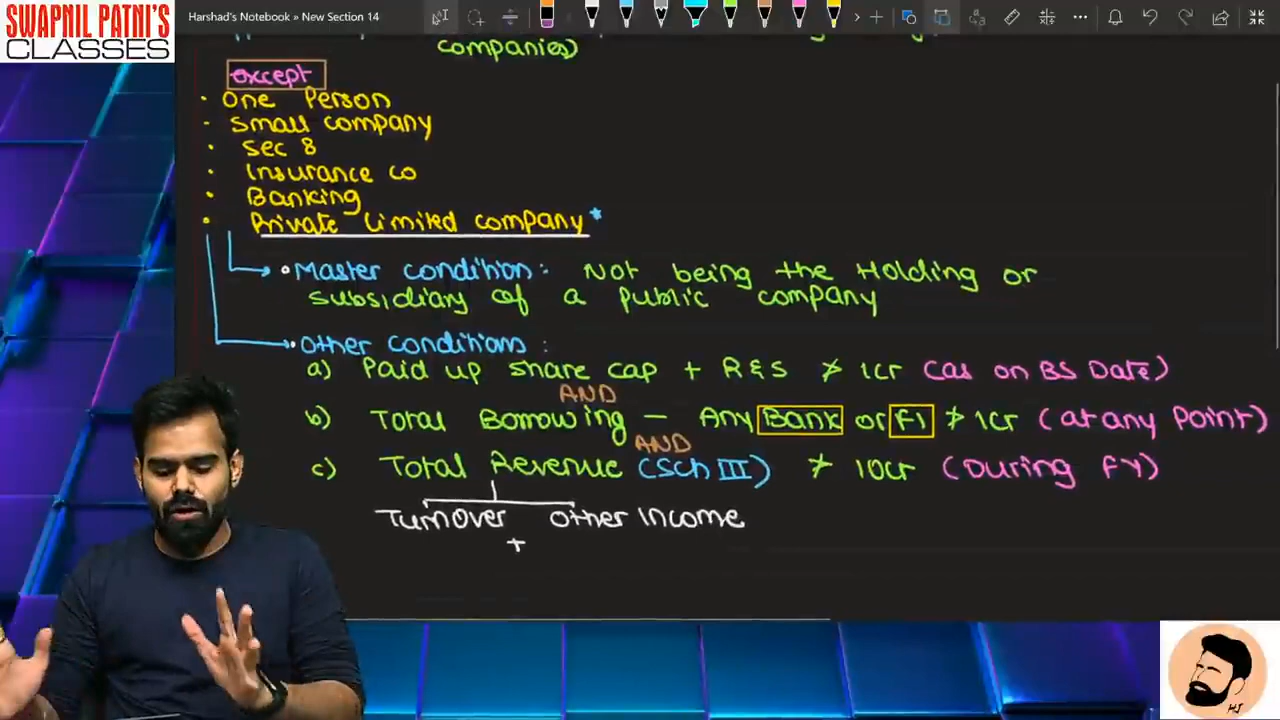 SWAPNIL PATNI'S
CLASSES
Harshad's Notebook » New Section 14
companies)
except
· One Person
· Small company
· Sec 8
· Insurance co
· Banking
· Private Limited company *
• Master condition: Not being the Holding or
subsidiary of a public company
• Other conditions :
a) Paid up share cap + R&S ≯ 1cr (as on BS Date)
AND
b) Total Borrowing – Any Bank or FI ≯ 1cr (at any Point)
AND
c) Total Revenue (Sch III) ≯ 10cr (During FY)
Turnover Other Income
+
HJ